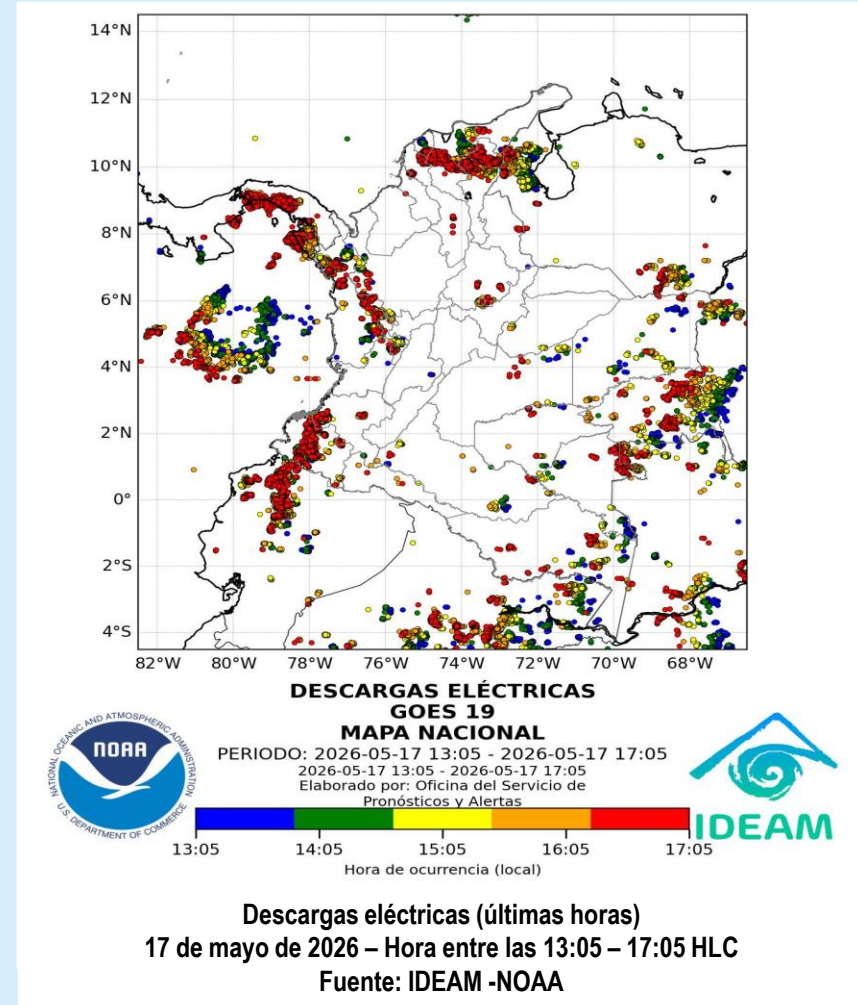 14°N
12°N
10°N
8°N
6°N
4°N
2°N
0°
2°S
4°S
82°W 80°W 78°W 76°W 74°W 72°W 70°W 68°W
DESCARGAS ELÉCTRICAS
GOES 19
MAPA NACIONAL
PERIODO: 2026-05-17 13:05 - 2026-05-17 17:05
2026-05-17 13:05 - 2026-05-17 17:05
Elaborado por: Oficina del Servicio de
Pronósticos y Alertas
NATIONAL OCEANIC AND ATMOSPHERIC ADMINISTRATION
NOAA
U.S. DEPARTMENT OF COMMERCE
IDEAM
13:05 14:05 15:05 16:05 17:05
Hora de ocurrencia (local)
Descargas eléctricas (últimas horas)
17 de mayo de 2026 – Hora entre las 13:05 – 17:05 HLC
Fuente: IDEAM -NOAA